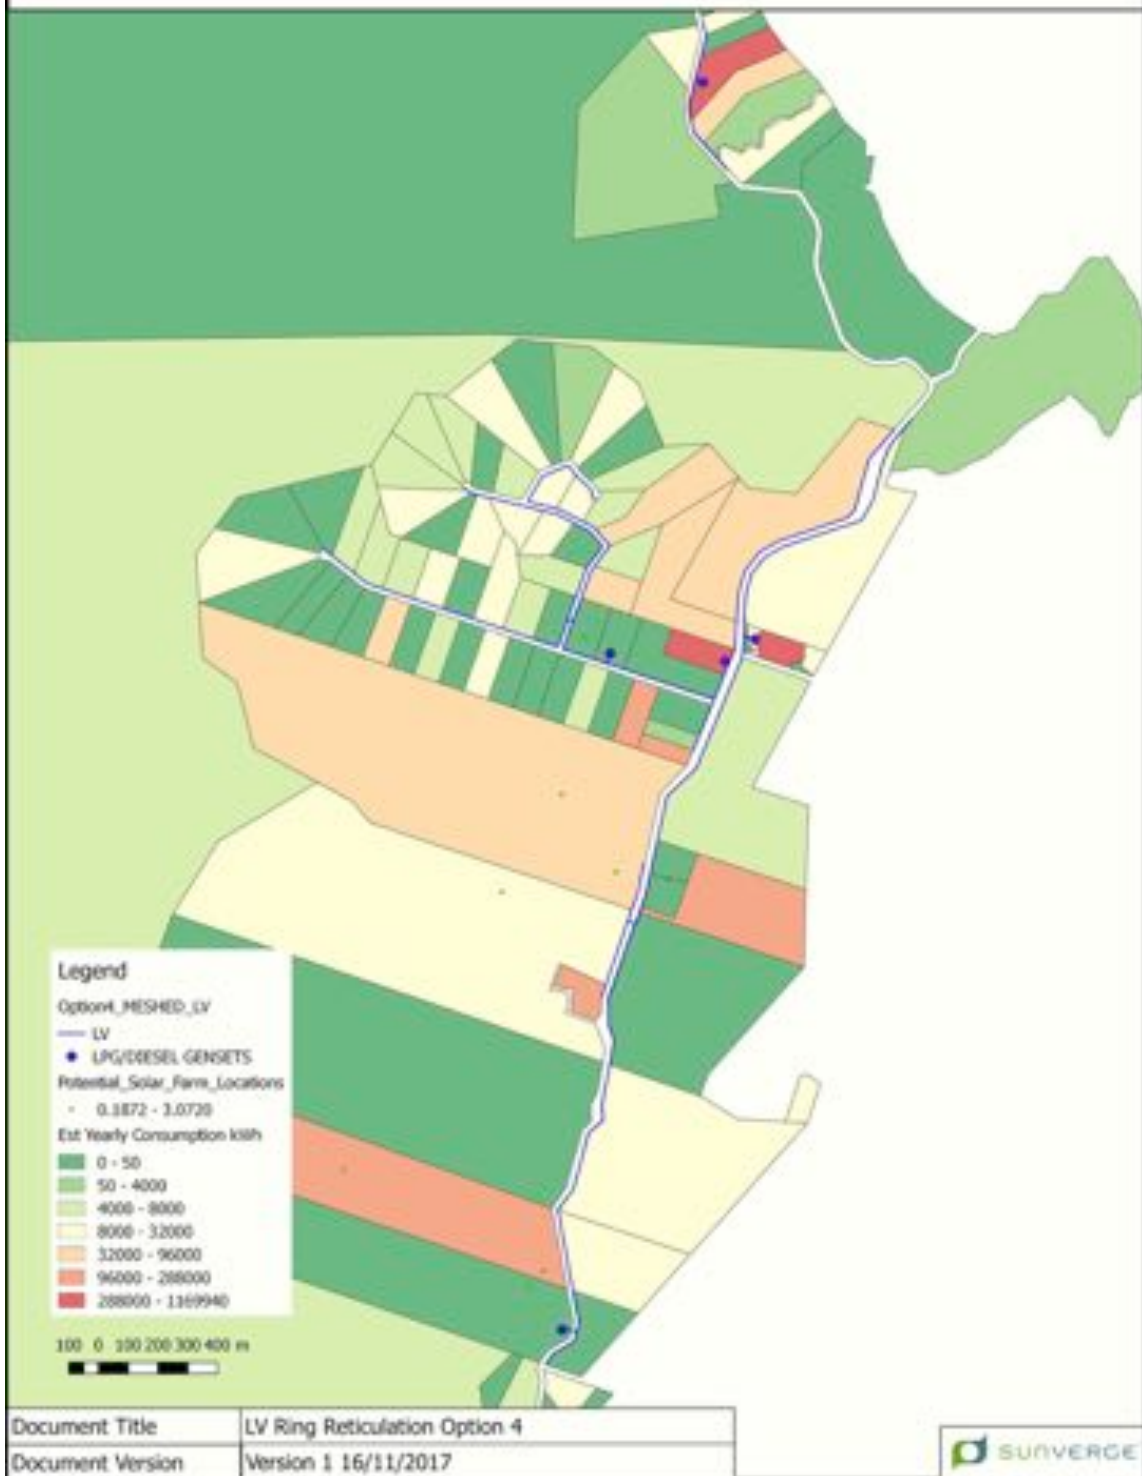 Legend
Option4_MESHED_LV
LV
LPG/DIESEL GENSETS
Potential_Solar_Farm_Locations
0.1872 - 3.0720
Est Yearly Consumption kWh
0 - 50
50 - 4000
4000 - 8000
8000 - 32000
32000 - 96000
96000 - 288000
288000 - 1169940
100 0 100 200 300 400 m
Document Title LV Ring Reticulation Option 4
Document Version Version 1 16/11/2017
SUNVERGE